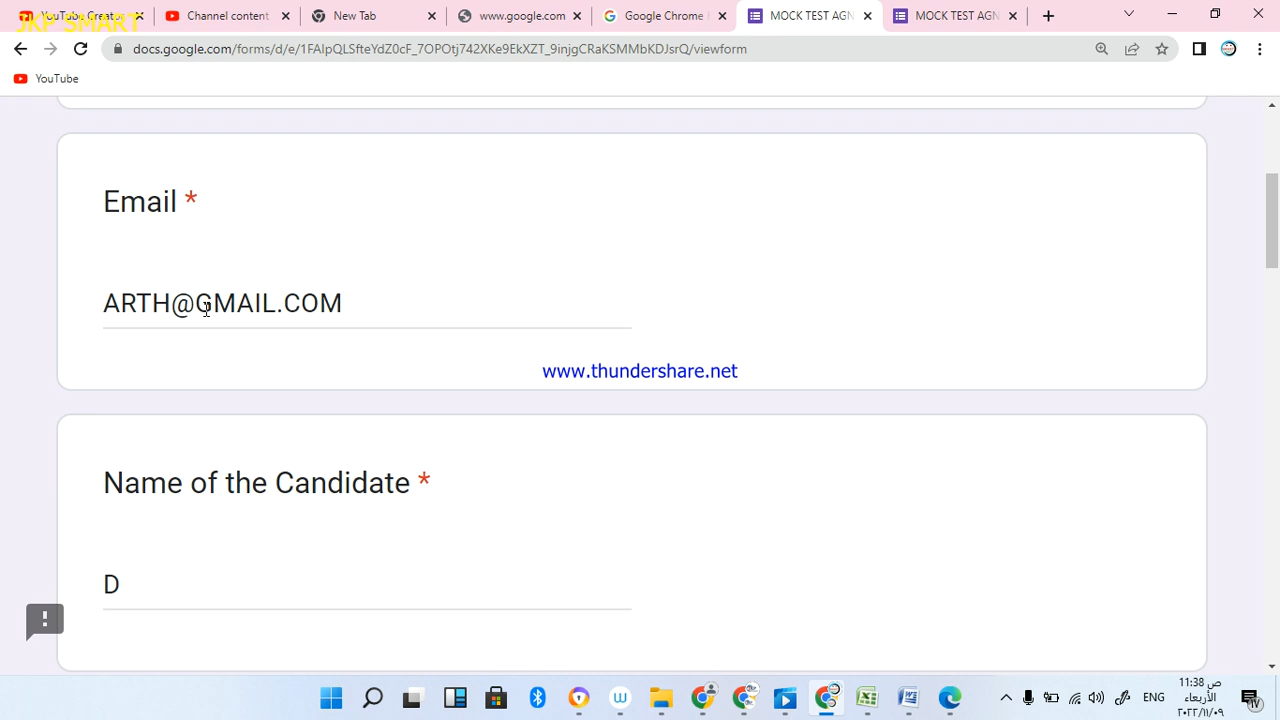 YouTube Creator
Channel content
New Tab
www.google.com
Google Chrome
MOCK TEST AGN
MOCK TEST AGN
JKP SMART
docs.google.com/forms/d/e/1FAIpQLSfteYdZ0cF_7OPOfj742XKe9EkXZT_9injgCRaKSMMbKDJsrQ/viewform
YouTube
Email *
ARTH@GMAIL.COM
www.thundershare.net
Name of the Candidate *
D
ENG
11:38 ص
الأربعاء
٢٠٢٢/١١/٠٩